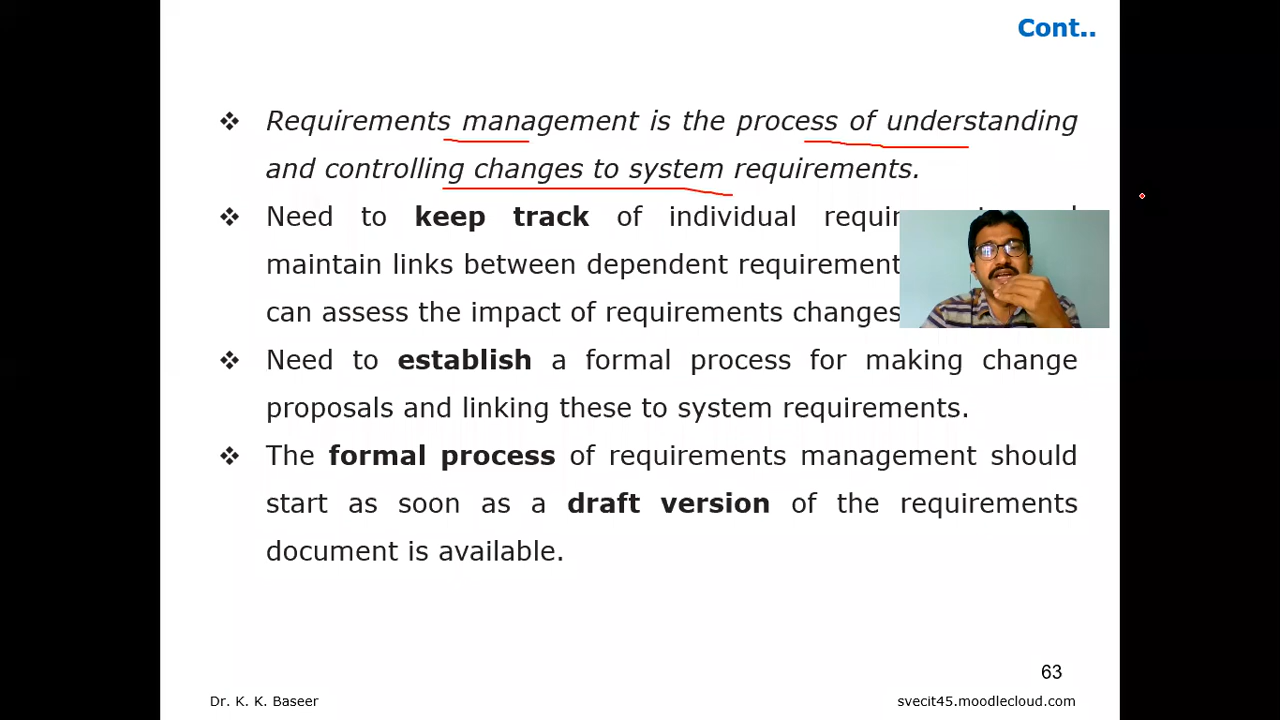 Cont..
❖ Requirements management is the process of understanding
and controlling changes to system requirements.
❖ Need to keep track of individual
maintain links between dependent
can assess the impact of requirements changes
❖ Need to establish a formal process for making change
proposals and linking these to system requirements.
❖ The formal process of requirements management should
start as soon as a draft version of the requirements
document is available.
63
Dr. K. K. Baseer
svecit45.moodlecloud.com